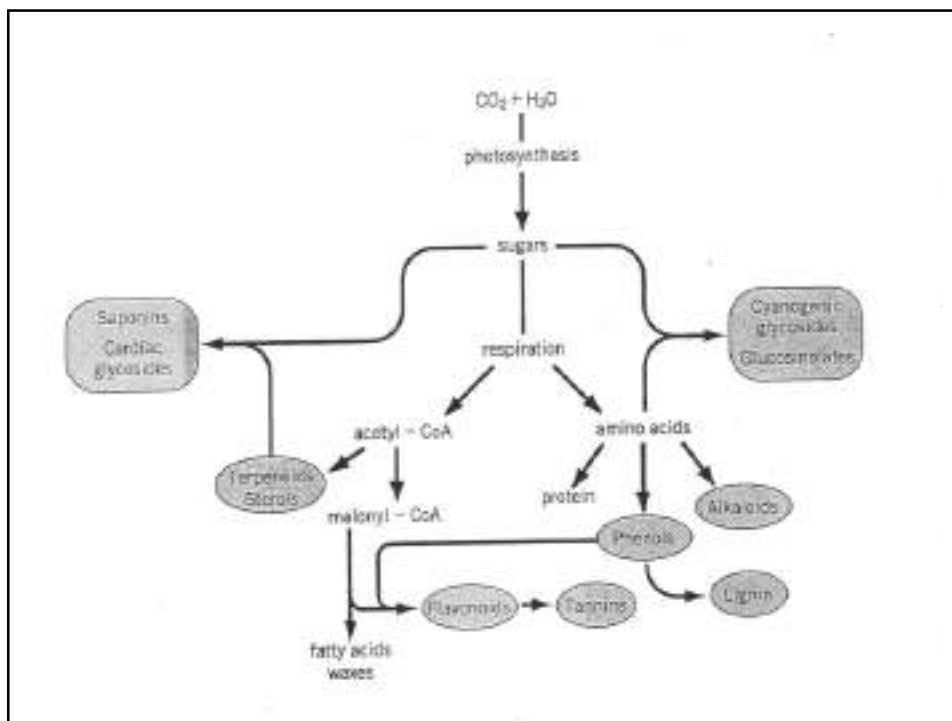 CO₂ + H₂O
photosynthesis
sugars
Saponins
Cardiac
glycosides
Cyanogenic
glycosides
Glucosinolates
respiration
acetyl – CoA
amino acids
Terpenoids
Sterols
protein
Alkaloids
malonyl – CoA
Phenols
Flavonoids
Tannins
Lignin
fatty acids
waxes